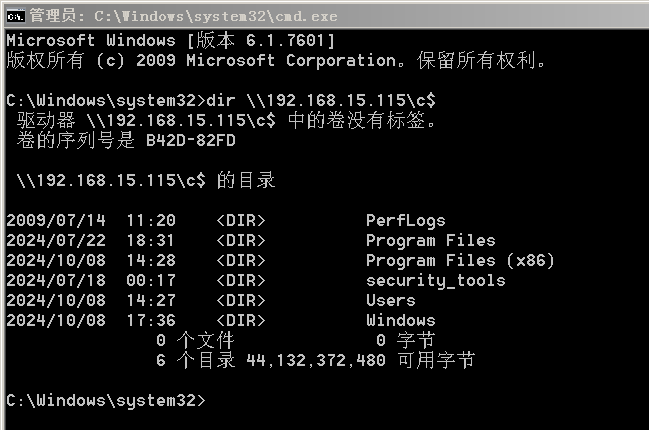 管理员: C:\Windows\system32\cmd.exe
Microsoft Windows [版本 6.1.7601]
版权所有 (c) 2009 Microsoft Corporation。保留所有权利。
C:\Windows\system32>dir \\192.168.15.115\c$
驱动器 \\192.168.15.115\c$ 中的卷没有标签。
卷的序列号是 B42D-82FD
\\192.168.15.115\c$ 的目录
2009/07/14  11:20    <DIR>          PerfLogs
2024/07/22  18:31    <DIR>          Program Files
2024/10/08  14:28    <DIR>          Program Files (x86)
2024/07/18  00:17    <DIR>          security_tools
2024/10/08  14:27    <DIR>          Users
2024/10/08  17:36    <DIR>          Windows
0 个文件              0 字节
6 个目录 44,132,372,480 可用字节
C:\Windows\system32>